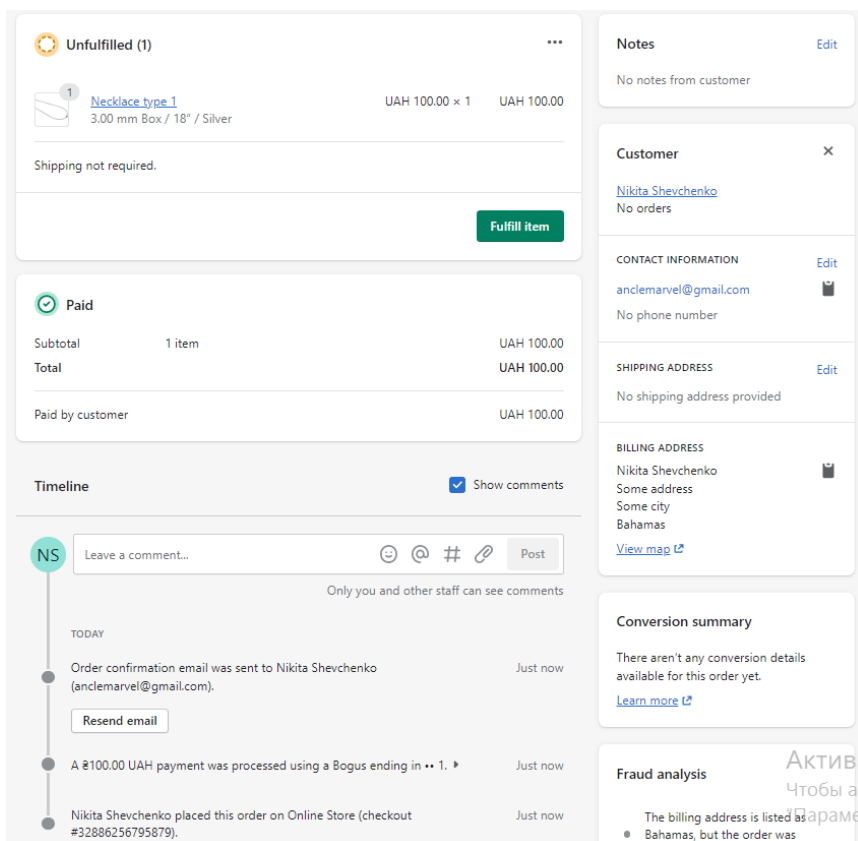 Unfulfilled (1)
1
Necklace type 1
UAH 100.00 × 1
UAH 100.00
3.00 mm Box / 18" / Silver
Shipping not required.
Fulfill item
Paid
Subtotal
1 item
UAH 100.00
Total
UAH 100.00
Paid by customer
UAH 100.00
Timeline
Show comments
NS
Leave a comment...
Post
Only you and other staff can see comments
TODAY
Order confirmation email was sent to Nikita Shevchenko
(anclemarvel@gmail.com).
Just now
Resend email
A ₴100.00 UAH payment was processed using a Bogus ending in •• 1.
Just now
Nikita Shevchenko placed this order on Online Store (checkout
#32886256795879).
Just now
Notes
Edit
No notes from customer
Customer
Nikita Shevchenko
No orders
CONTACT INFORMATION
Edit
anclemarvel@gmail.com
No phone number
SHIPPING ADDRESS
Edit
No shipping address provided
BILLING ADDRESS
Nikita Shevchenko
Some address
Some city
Bahamas
View map
Conversion summary
There aren't any conversion details
available for this order yet.
Learn more
Fraud analysis
The billing address is listed as
Bahamas, but the order was
Актив
Чтобы а
"Параме